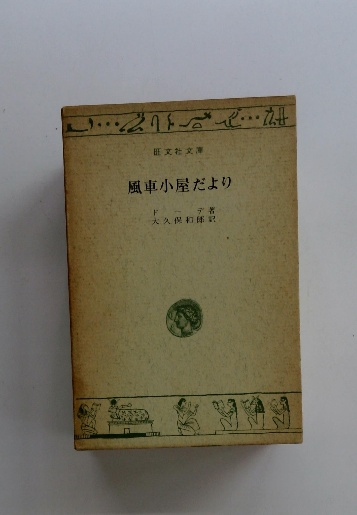 旺文社文庫
風車小屋だより
ドーデ著
大久保和郎訳